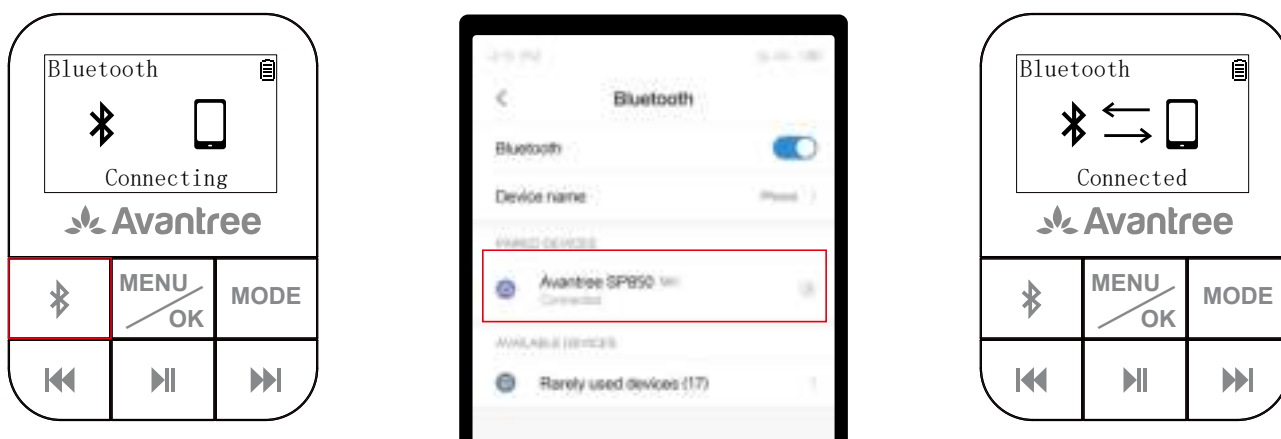 Bluetooth
Connecting
Avantree
MENU
OK
MODE
Bluetooth
Bluetooth
Device name
Phone
PAIRED DEVICES
Avantree SP850
Connected
AVAILABLE DEVICES
Rarely used devices (17)
Bluetooth
Connected
Avantree
MENU
OK
MODE